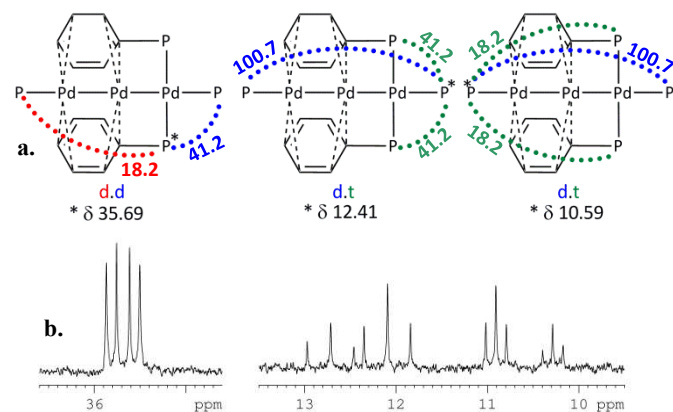 P P P
100.7 41.2 18.2 100.7
P Pd Pd Pd P P Pd Pd Pd P* *P Pd Pd Pd P
a. P* P P
18.2 41.2 41.2 18.2
d.d d.t d.t
* δ 35.69 * δ 12.41 * δ 10.59
b.
36 ppm 13 12 11 10 ppm